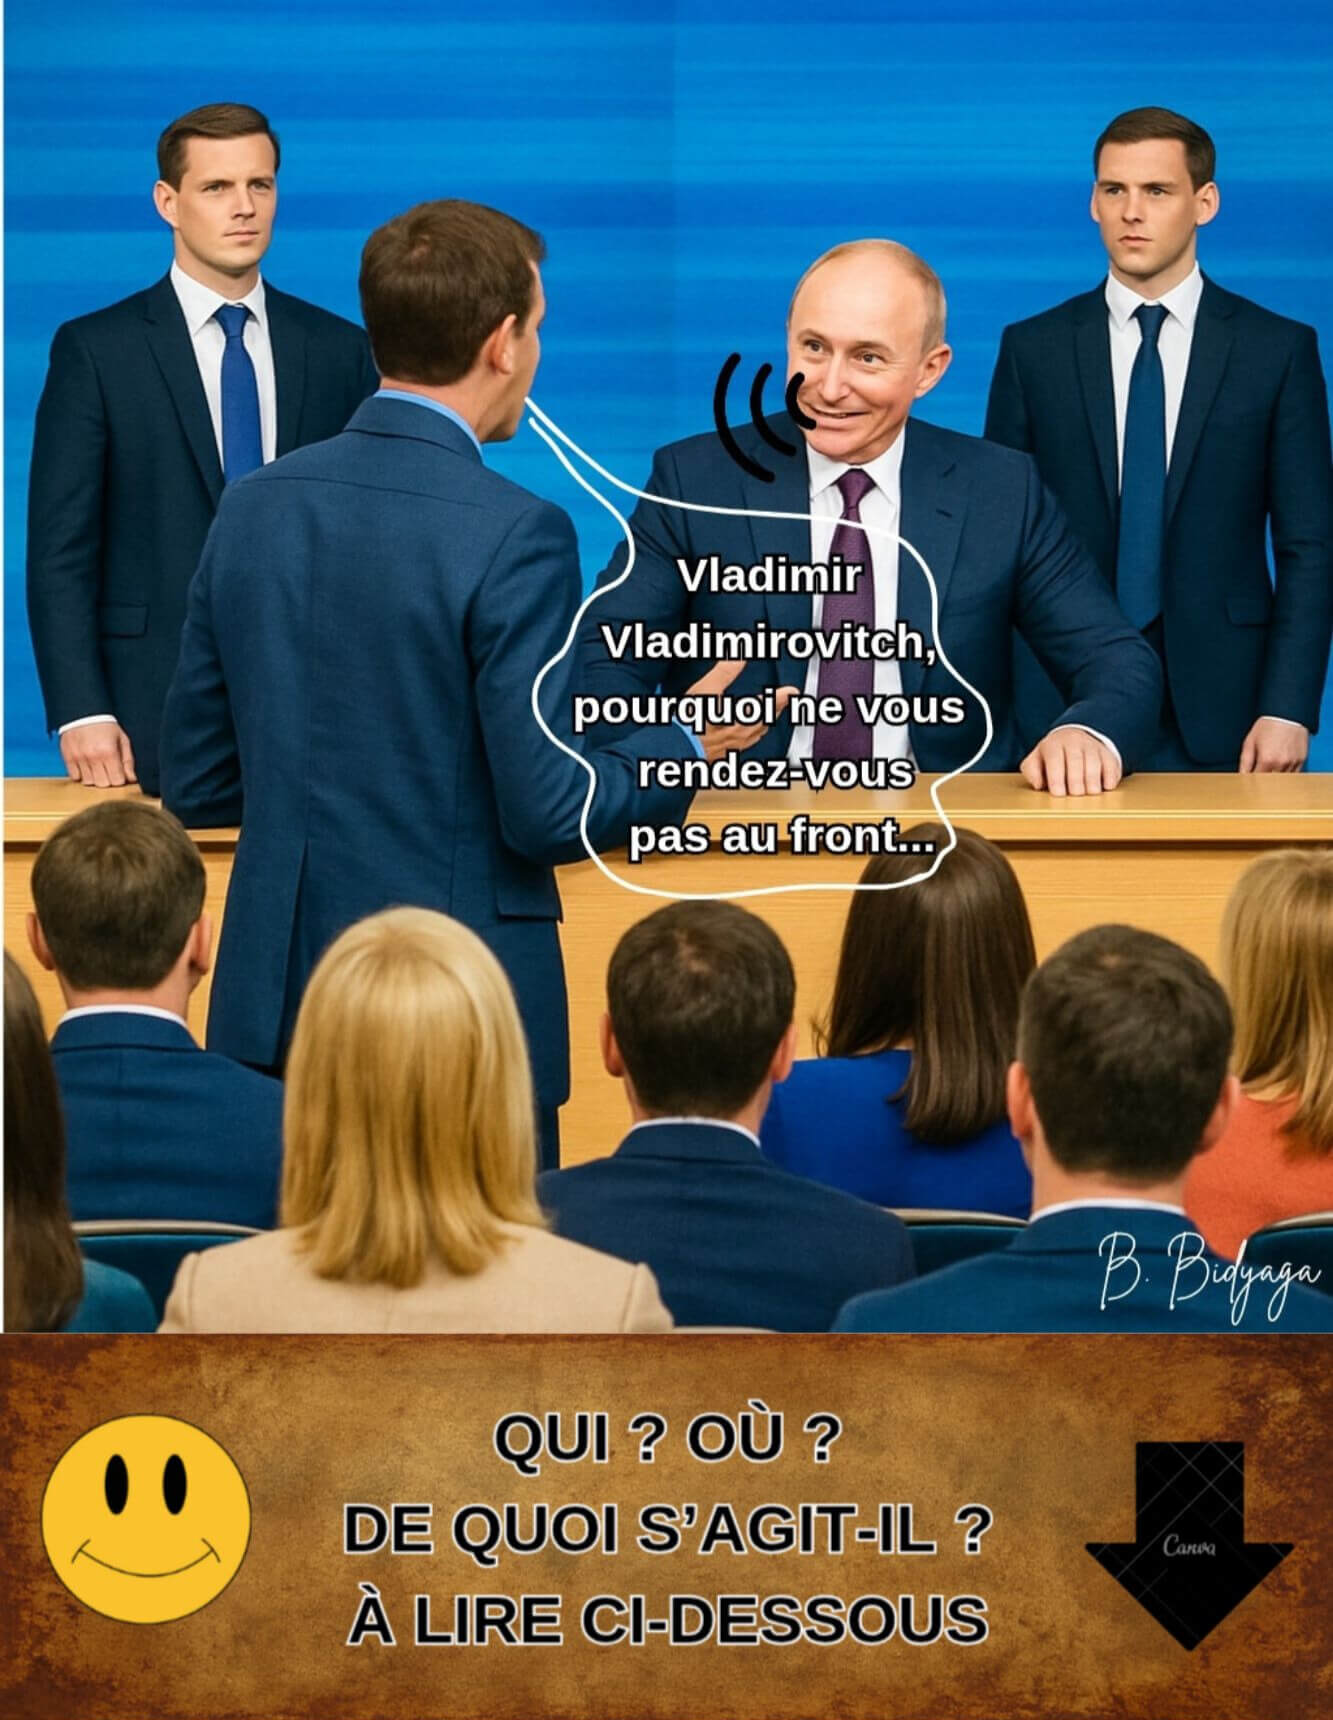 Vladimir
Vladimirovitch,
pourquoi ne vous
rendez-vous
pas au front...
B. Bidyaga
QUI ? OÙ ?
DE QUOI S’AGIT-IL ?
À LIRE CI-DESSOUS
Canva